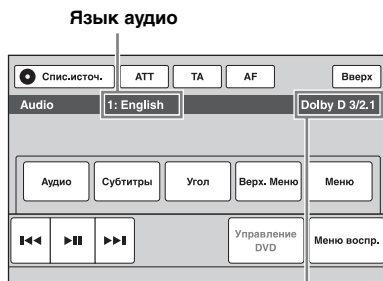 Язык аудио
Спис.источ. ATT TA AF Вверх
Audio 1: English Dolby D 3/2.1
Аудио Субтитры Угол Верх. Меню Меню
Управление DVD Меню воспр.